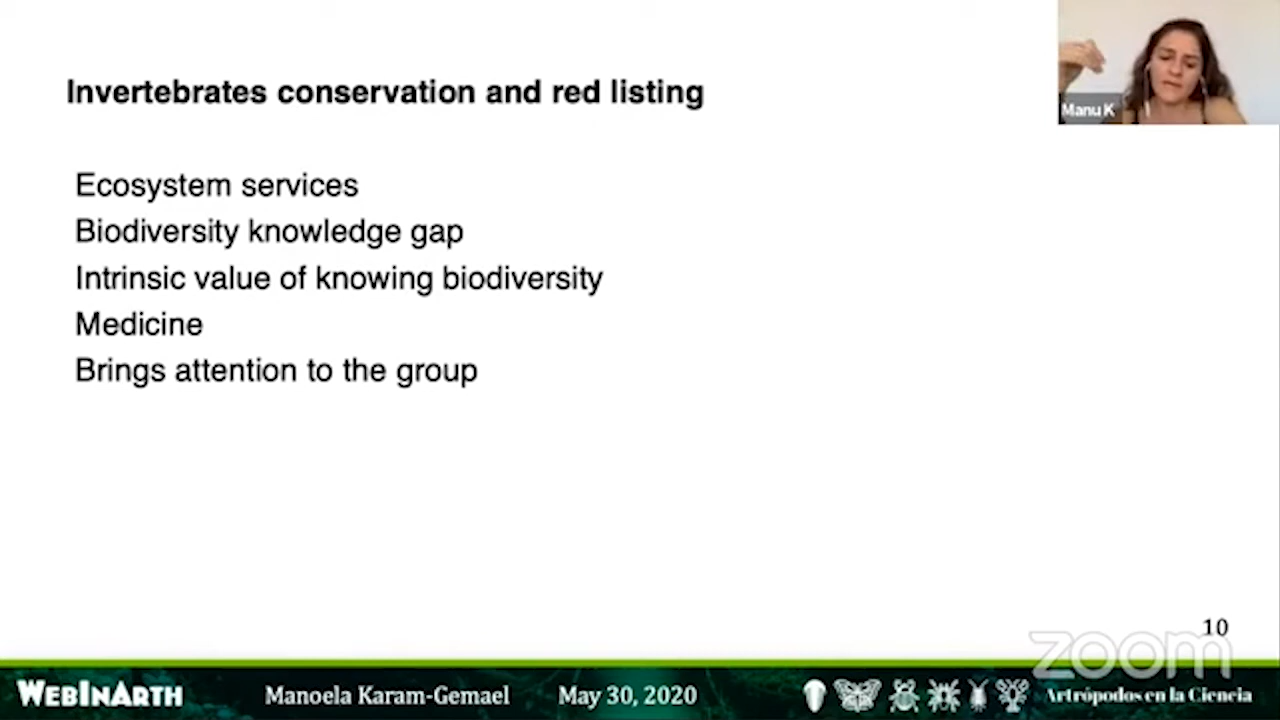 Invertebrates conservation and red listing
Manu K
Ecosystem services
Biodiversity knowledge gap
Intrinsic value of knowing biodiversity
Medicine
Brings attention to the group
10
zoom
WEBINARTH Manoela Karam-Gemael May 30, 2020 Artrópodos en la Ciencia